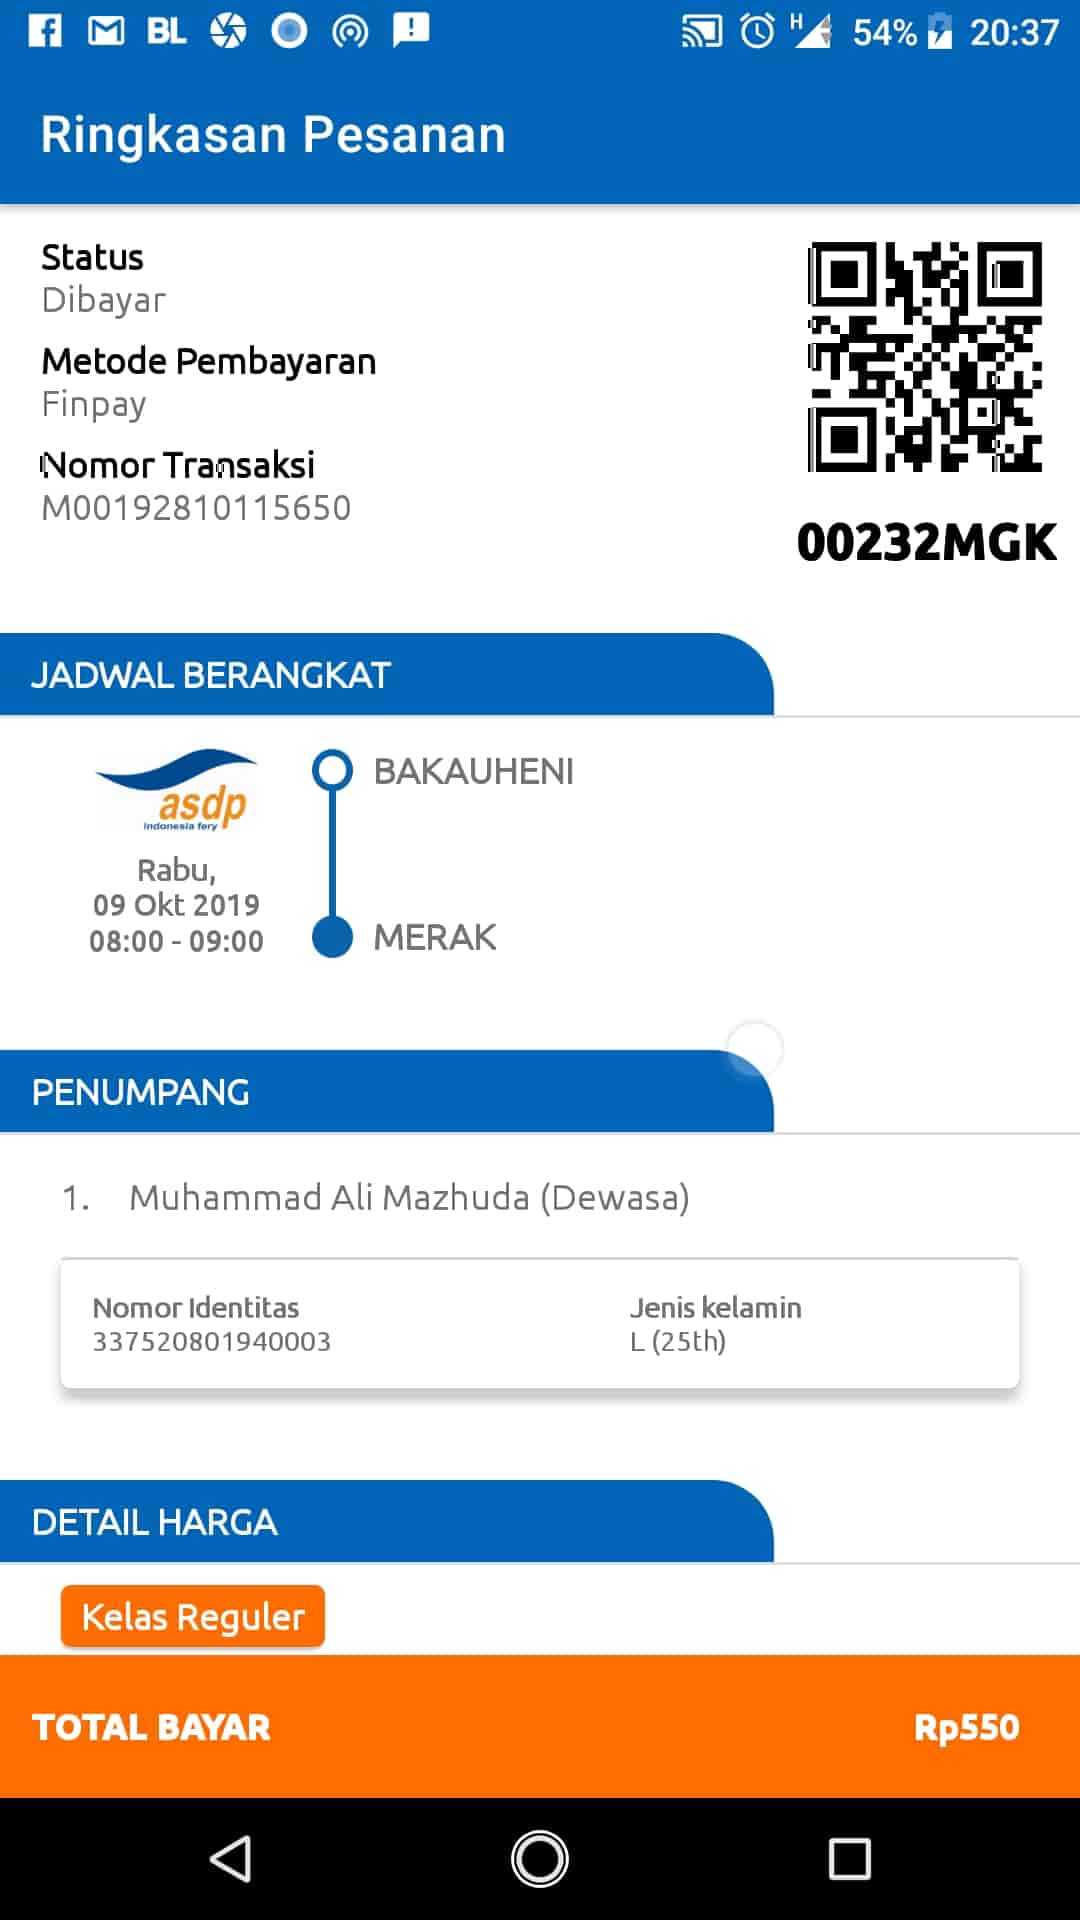 BL
H
54%
20:37
Ringkasan Pesanan
Status
Dibayar
Metode Pembayaran
Finpay
Nomor Transaksi
M00192810115650
00232MGK
JADWAL BERANGKAT
asdp
indonesia fery
Rabu,
09 Okt 2019
08:00 - 09:00
BAKAUHENI
MERAK
PENUMPANG
1. Muhammad Ali Mazhuda (Dewasa)
Nomor Identitas
337520801940003
Jenis kelamin
L (25th)
DETAIL HARGA
Kelas Reguler
TOTAL BAYAR
Rp550